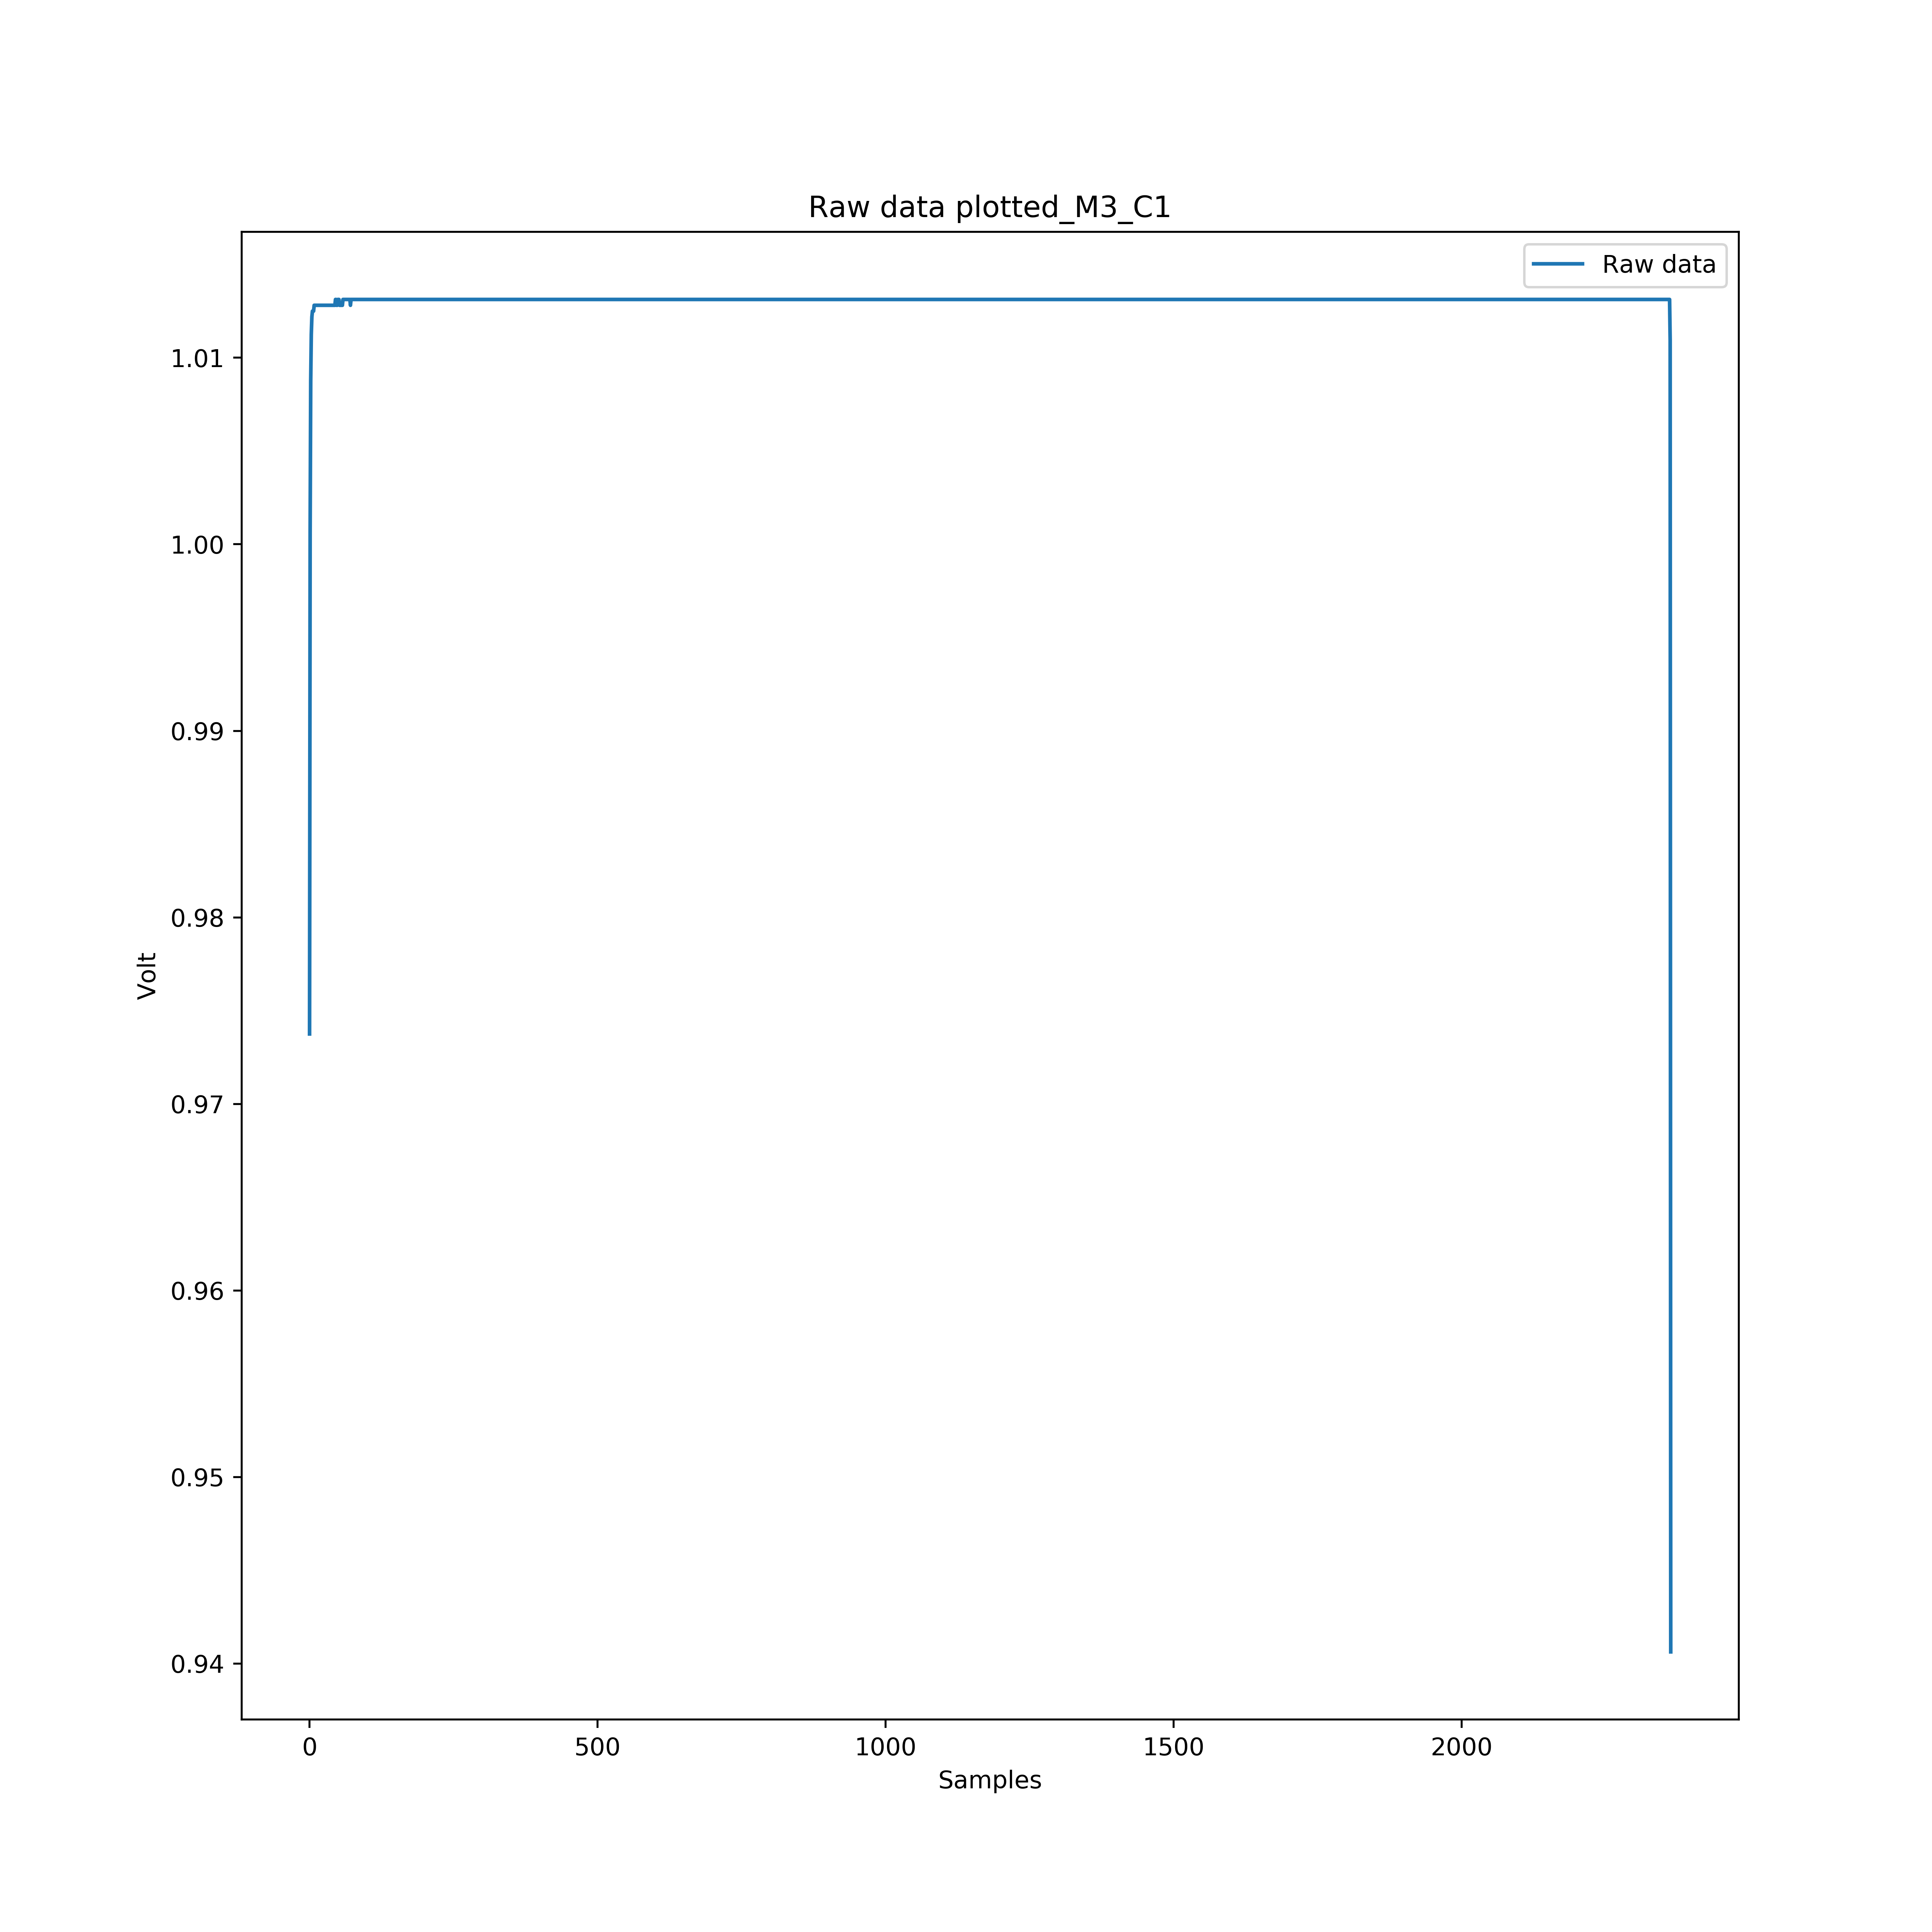 Raw data plotted_M3_C1
Raw data
1.01
1.00
0.99
0.98
0.97
0.96
0.95
0.94
Volt
0 500 1000 1500 2000
Samples